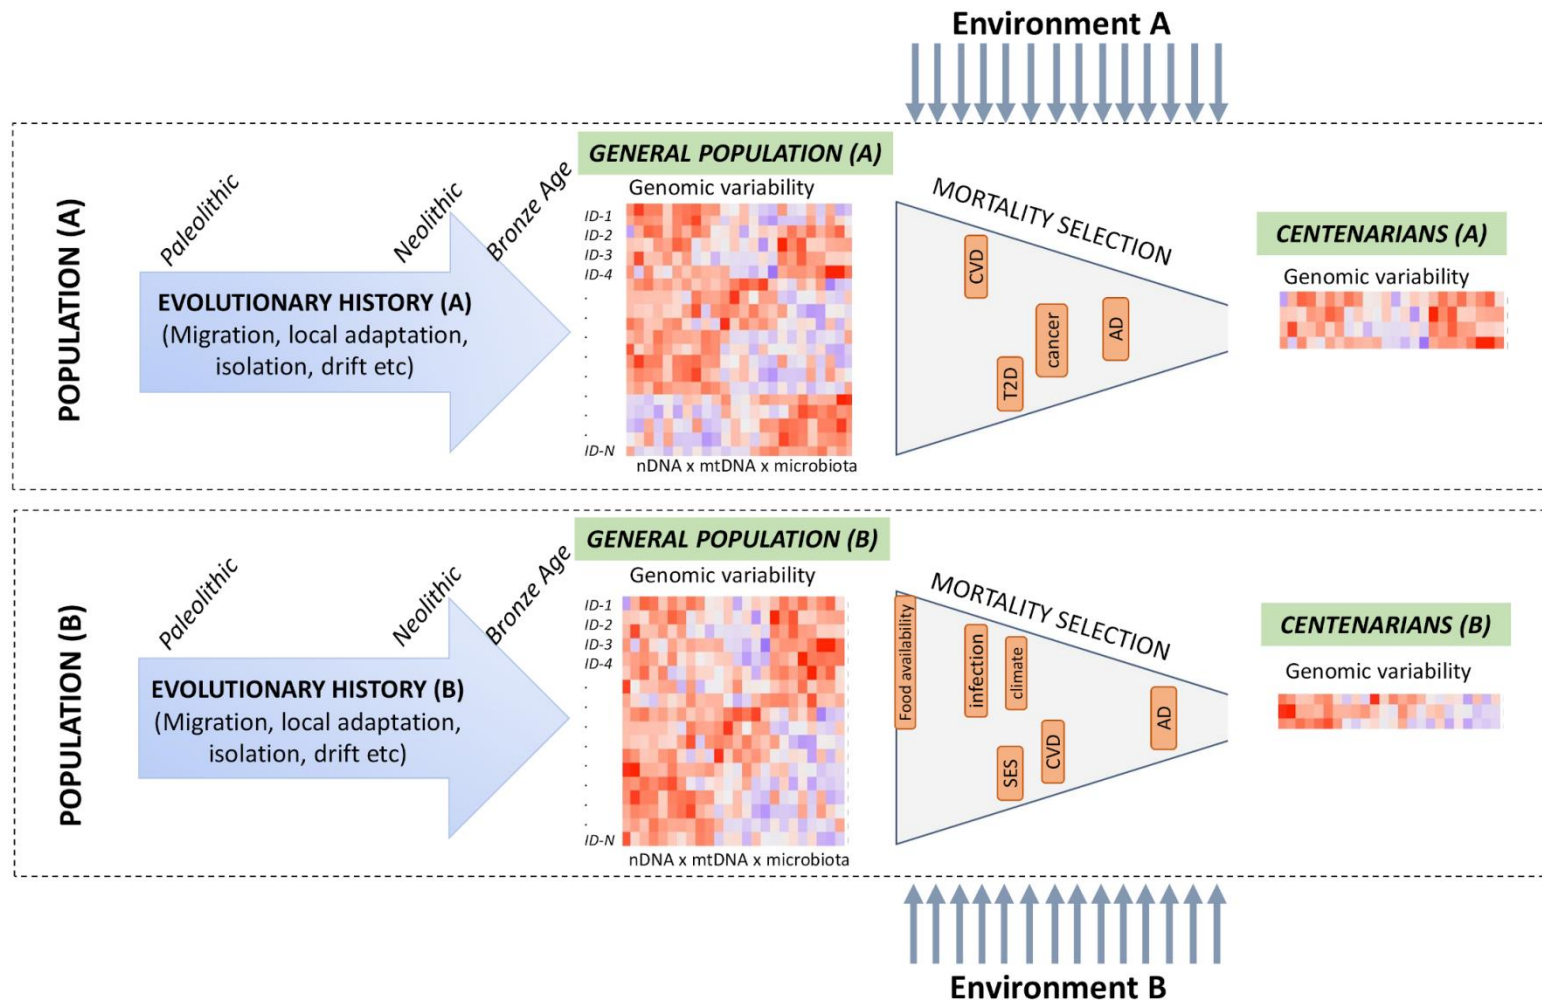 Environment A
POPULATION (A)
Paleolithic
Neolithic
Bronze Age
EVOLUTIONARY HISTORY (A)
(Migration, local adaptation,
isolation, drift etc)
GENERAL POPULATION (A)
Genomic variability
ID-1
ID-2
ID-3
ID-4
.
.
.
.
.
.
.
.
.
ID-N
nDNA x mtDNA x microbiota
MORTALITY SELECTION
CVD
T2D
cancer
AD
CENTENARIANS (A)
Genomic variability
POPULATION (B)
Paleolithic
Neolithic
Bronze Age
EVOLUTIONARY HISTORY (B)
(Migration, local adaptation,
isolation, drift etc)
GENERAL POPULATION (B)
Genomic variability
ID-1
ID-2
ID-3
ID-4
.
.
.
.
.
.
.
.
ID-N
nDNA x mtDNA x microbiota
MORTALITY SELECTION
Food availability
infection
climate
SES
CVD
AD
CENTENARIANS (B)
Genomic variability
Environment B